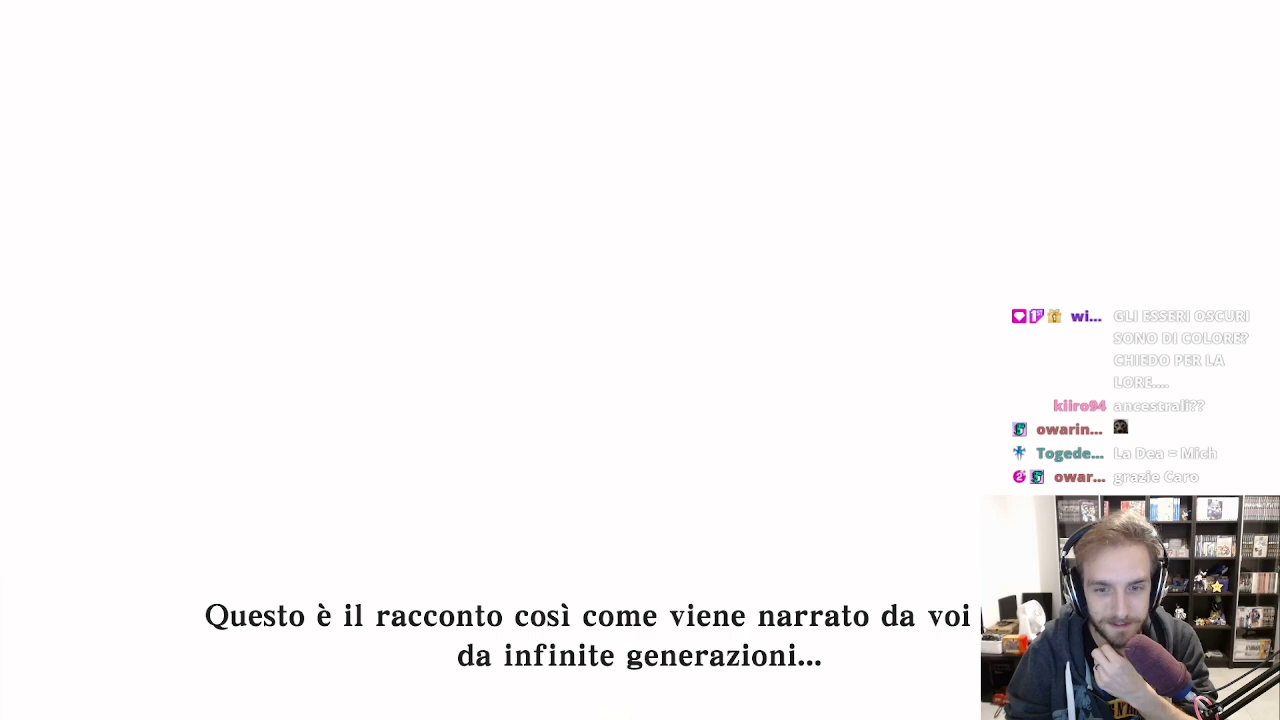 wi... GLI ESSERI OSCURI
SONO DI COLORE?
CHIEDO PER LA
LORE....
kiiro94 ancestrali??
owarin...
Togede... La Dea = Mich
owar... grazie Caro
Questo è il racconto così come viene narrato da voi
da infinite generazioni...